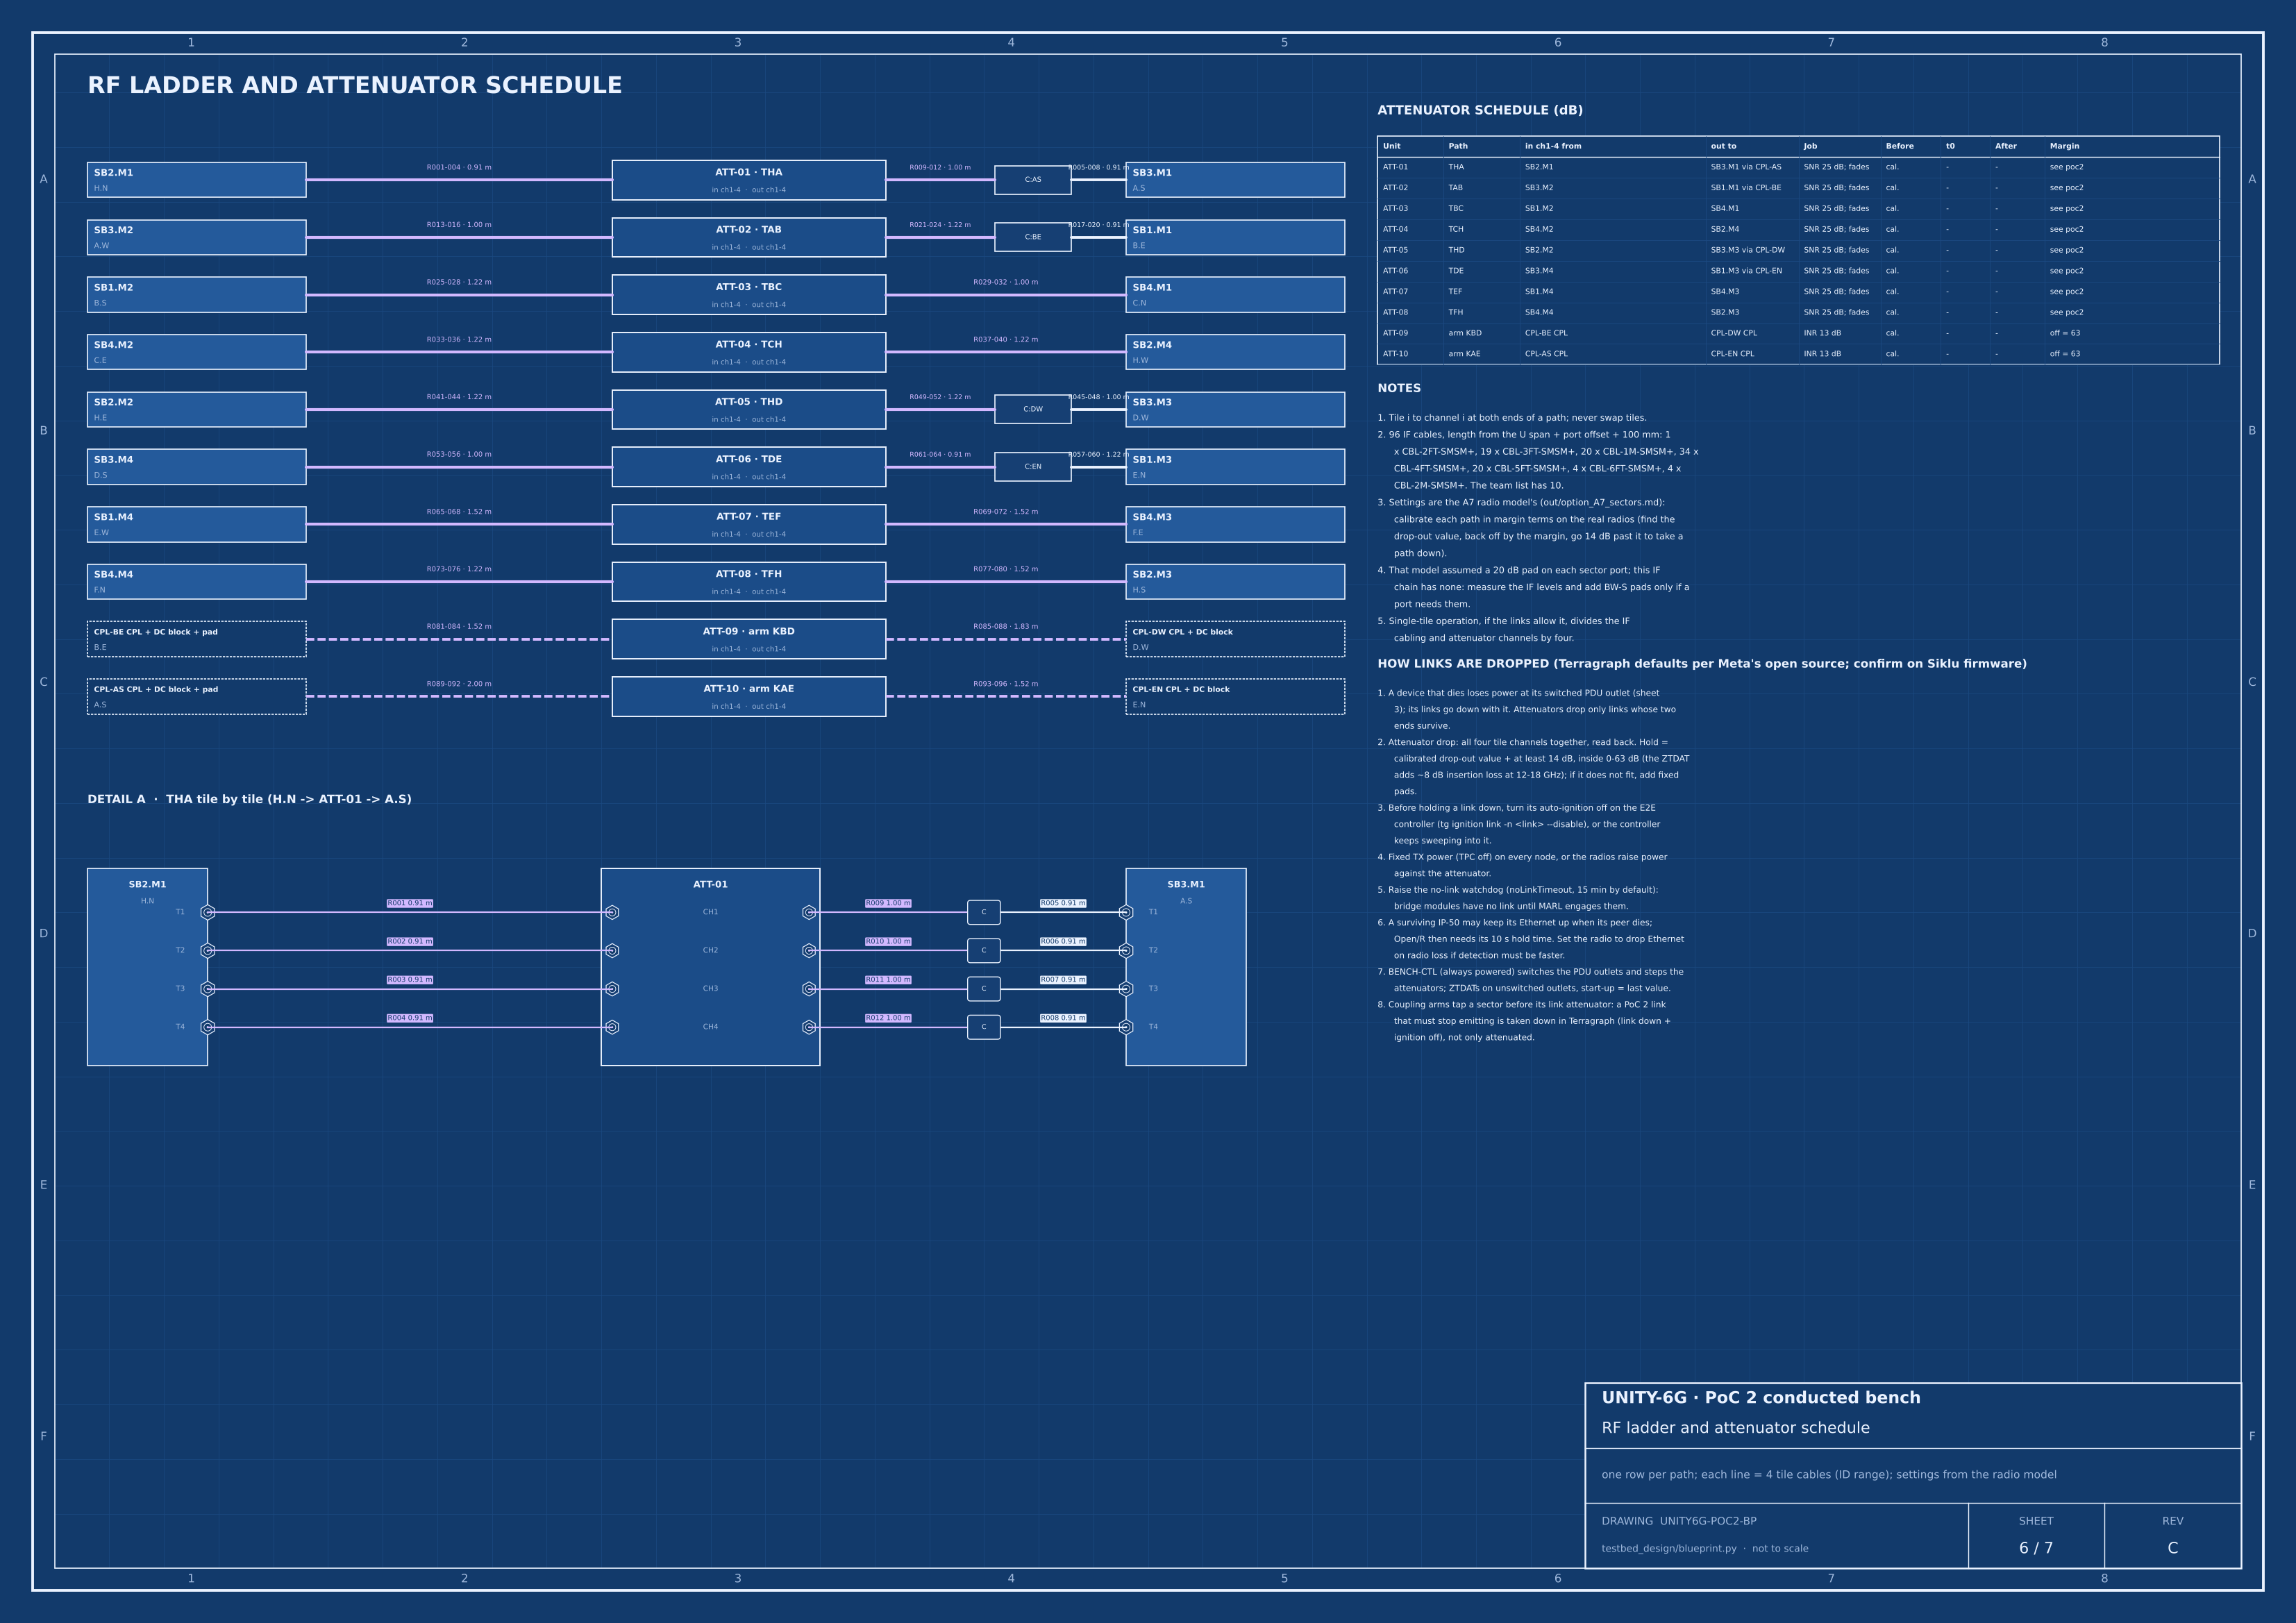 1 2 3 4 5 6 7 8
RF LADDER AND ATTENUATOR SCHEDULE
A
SB2.M1
H.N
R001-004 · 0.91 m
ATT-01 · THA
in ch1-4 · out ch1-4
R009-012 · 1.00 m
C:AS
R005-008 · 0.91 m
SB3.M1
A.S
SB3.M2
A.W
R013-016 · 1.00 m
ATT-02 · TAB
in ch1-4 · out ch1-4
R021-024 · 1.22 m
C:BE
R017-020 · 0.91 m
SB1.M1
B.E
SB1.M2
B.S
R025-028 · 1.22 m
ATT-03 · TBC
in ch1-4 · out ch1-4
R029-032 · 1.00 m
SB4.M1
C.N
SB4.M2
C.E
R033-036 · 1.22 m
ATT-04 · TCH
in ch1-4 · out ch1-4
R037-040 · 1.22 m
SB2.M4
H.W
B
SB2.M2
H.E
R041-044 · 1.22 m
ATT-05 · THD
in ch1-4 · out ch1-4
R049-052 · 1.22 m
C:DW
R045-048 · 1.00 m
SB3.M3
D.W
SB3.M4
D.S
R053-056 · 1.00 m
ATT-06 · TDE
in ch1-4 · out ch1-4
R061-064 · 0.91 m
C:EN
R057-060 · 1.22 m
SB1.M3
E.N
SB1.M4
E.W
R065-068 · 1.52 m
ATT-07 · TEF
in ch1-4 · out ch1-4
R069-072 · 1.52 m
SB4.M3
F.E
SB4.M4
F.N
R073-076 · 1.22 m
ATT-08 · TFH
in ch1-4 · out ch1-4
R077-080 · 1.52 m
SB2.M3
H.S
CPL-BE CPL + DC block + pad
B.E
R081-084 · 1.52 m
ATT-09 · arm KBD
in ch1-4 · out ch1-4
R085-088 · 1.83 m
CPL-DW CPL + DC block
D.W
C
CPL-AS CPL + DC block + pad
A.S
R089-092 · 2.00 m
ATT-10 · arm KAE
in ch1-4 · out ch1-4
R093-096 · 1.52 m
CPL-EN CPL + DC block
E.N
DETAIL A · THA tile by tile (H.N -> ATT-01 -> A.S)
SB2.M1
H.N
ATT-01
SB3.M1
A.S
T1 R001 0.91 m CH1 R009 1.00 m C R005 0.91 m T1
T2 R002 0.91 m CH2 R010 1.00 m C R006 0.91 m T2
T3 R003 0.91 m CH3 R011 1.00 m C R007 0.91 m T3
T4 R004 0.91 m CH4 R012 1.00 m C R008 0.91 m T4
D
E
F
ATTENUATOR SCHEDULE (dB)
Unit Path in ch1-4 from out to Job Before t0 After Margin
ATT-01 THA SB2.M1 SB3.M1 via CPL-AS SNR 25 dB; fades cal. - - see poc2
ATT-02 TAB SB3.M2 SB1.M1 via CPL-BE SNR 25 dB; fades cal. - - see poc2
ATT-03 TBC SB1.M2 SB4.M1 SNR 25 dB; fades cal. - - see poc2
ATT-04 TCH SB4.M2 SB2.M4 SNR 25 dB; fades cal. - - see poc2
ATT-05 THD SB2.M2 SB3.M3 via CPL-DW SNR 25 dB; fades cal. - - see poc2
ATT-06 TDE SB3.M4 SB1.M3 via CPL-EN SNR 25 dB; fades cal. - - see poc2
ATT-07 TEF SB1.M4 SB4.M3 SNR 25 dB; fades cal. - - see poc2
ATT-08 TFH SB4.M4 SB2.M3 SNR 25 dB; fades cal. - - see poc2
ATT-09 arm KBD CPL-BE CPL CPL-DW CPL INR 13 dB cal. - - off = 63
ATT-10 arm KAE CPL-AS CPL CPL-EN CPL INR 13 dB cal. - - off = 63
NOTES
1. Tile i to channel i at both ends of a path; never swap tiles.
2. 96 IF cables, length from the U span + port offset + 100 mm: 1
x CBL-2FT-SMSM+, 19 x CBL-3FT-SMSM+, 20 x CBL-1M-SMSM+, 34 x
CBL-4FT-SMSM+, 20 x CBL-5FT-SMSM+, 4 x CBL-6FT-SMSM+, 4 x
CBL-2M-SMSM+. The team list has 10.
3. Settings are the A7 radio model's (out/option_A7_sectors.md):
calibrate each path in margin terms on the real radios (find the
drop-out value, back off by the margin, go 14 dB past it to take a
path down).
4. That model assumed a 20 dB pad on each sector port; this IF
chain has none: measure the IF levels and add BW-S pads only if a
port needs them.
5. Single-tile operation, if the links allow it, divides the IF
cabling and attenuator channels by four.
HOW LINKS ARE DROPPED (Terragraph defaults per Meta's open source; confirm on Siklu firmware)
1. A device that dies loses power at its switched PDU outlet (sheet
3); its links go down with it. Attenuators drop only links whose two
ends survive.
2. Attenuator drop: all four tile channels together, read back. Hold =
calibrated drop-out value + at least 14 dB, inside 0-63 dB (the ZTDAT
adds ~8 dB insertion loss at 12-18 GHz); if it does not fit, add fixed
pads.
3. Before holding a link down, turn its auto-ignition off on the E2E
controller (tg ignition link -n <link> --disable), or the controller
keeps sweeping into it.
4. Fixed TX power (TPC off) on every node, or the radios raise power
against the attenuator.
5. Raise the no-link watchdog (noLinkTimeout, 15 min by default):
bridge modules have no link until MARL engages them.
6. A surviving IP-50 may keep its Ethernet up when its peer dies;
Open/R then needs its 10 s hold time. Set the radio to drop Ethernet
on radio loss if detection must be faster.
7. BENCH-CTL (always powered) switches the PDU outlets and steps the
attenuators; ZTDATs on unswitched outlets, start-up = last value.
8. Coupling arms tap a sector before its link attenuator: a PoC 2 link
that must stop emitting is taken down in Terragraph (link down +
ignition off), not only attenuated.
A
B
C
D
E
F
UNITY-6G · PoC 2 conducted bench
RF ladder and attenuator schedule
one row per path; each line = 4 tile cables (ID range); settings from the radio model
DRAWING UNITY6G-POC2-BP
testbed_design/blueprint.py · not to scale
SHEET
6 / 7
REV
C
1 2 3 4 5 6 7 8